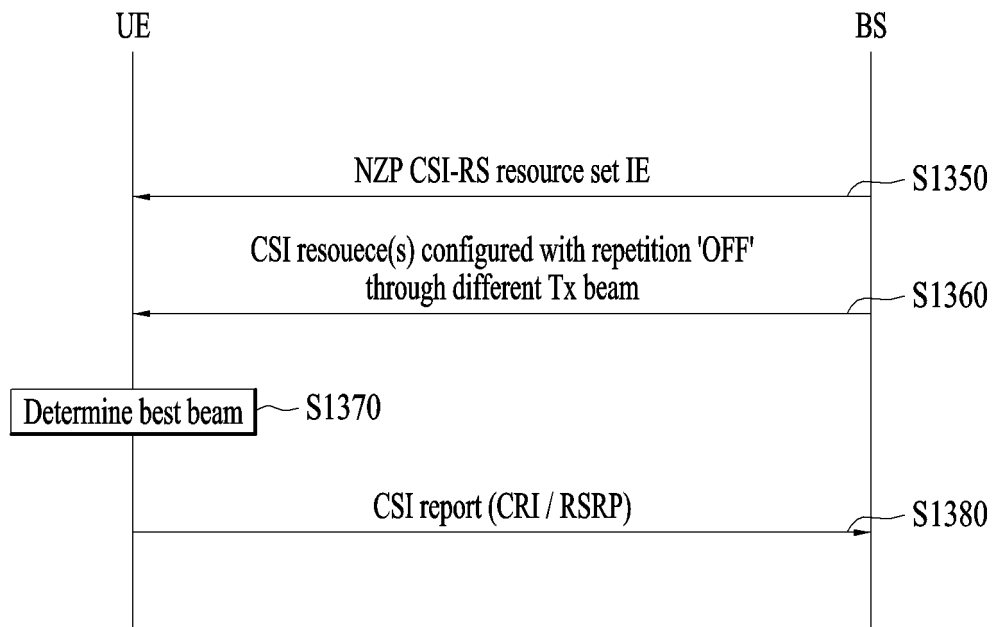 UE
BS
NZP CSI-RS resource set IE
S1350
CSI resouece(s) configured with repetition 'OFF'
through different Tx beam
S1360
Determine best beam
S1370
CSI report (CRI / RSRP)
S1380